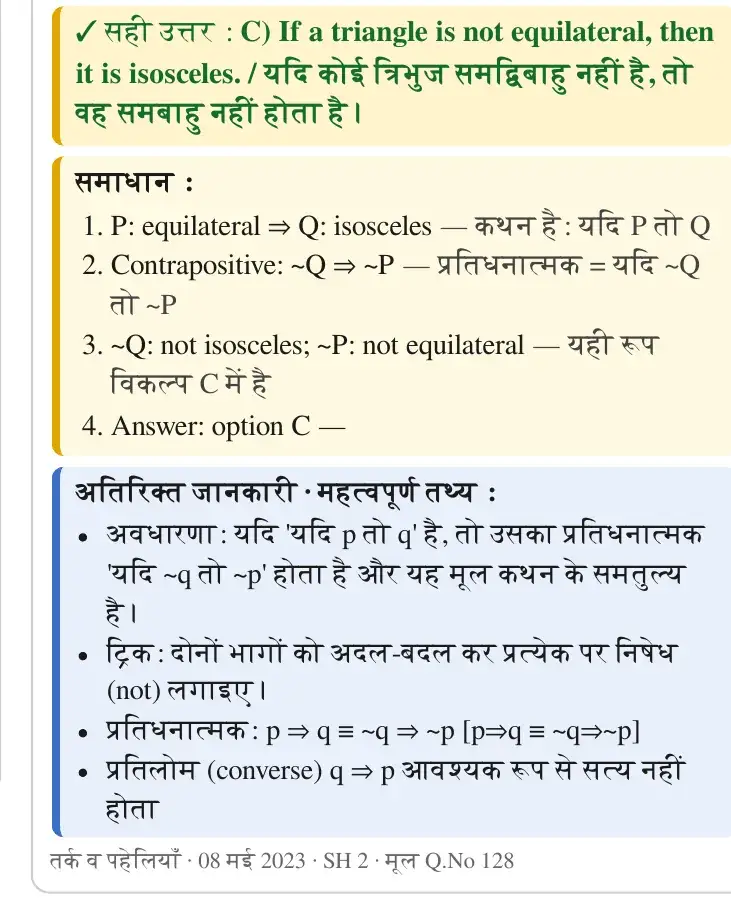 ✓ सही उत्तर : C) If a triangle is not equilateral, then
it is isosceles. / यदि कोई त्रिभुज समद्विबाहु नहीं है, तो
वह समबाहु नहीं होता है।
समाधान :
1. P: equilateral ⇒ Q: isosceles — कथन है : यदि P तो Q
2. Contrapositive: ~Q ⇒ ~P — प्रतिधनात्मक = यदि ~Q
तो ~P
3. ~Q: not isosceles; ~P: not equilateral — यही रूप
विकल्प C में है
4. Answer: option C —
अतिरिक्त जानकारी · महत्वपूर्ण तथ्य :
• अवधारणा : यदि 'यदि p तो q' है, तो उसका प्रतिधनात्मक
'यदि ~q तो ~p' होता है और यह मूल कथन के समतुल्य
है।
• ट्रिक : दोनों भागों को अदल-बदल कर प्रत्येक पर निषेध
(not) लगाइए।
• प्रतिधनात्मक : p ⇒ q ≡ ~q ⇒ ~p [p⇒q ≡ ~q⇒~p]
• प्रतिलोम (converse) q ⇒ p आवश्यक रूप से सत्य नहीं
होता
तर्क व पहेलियाँ · 08 मई 2023 · SH 2 · मूल Q.No 128